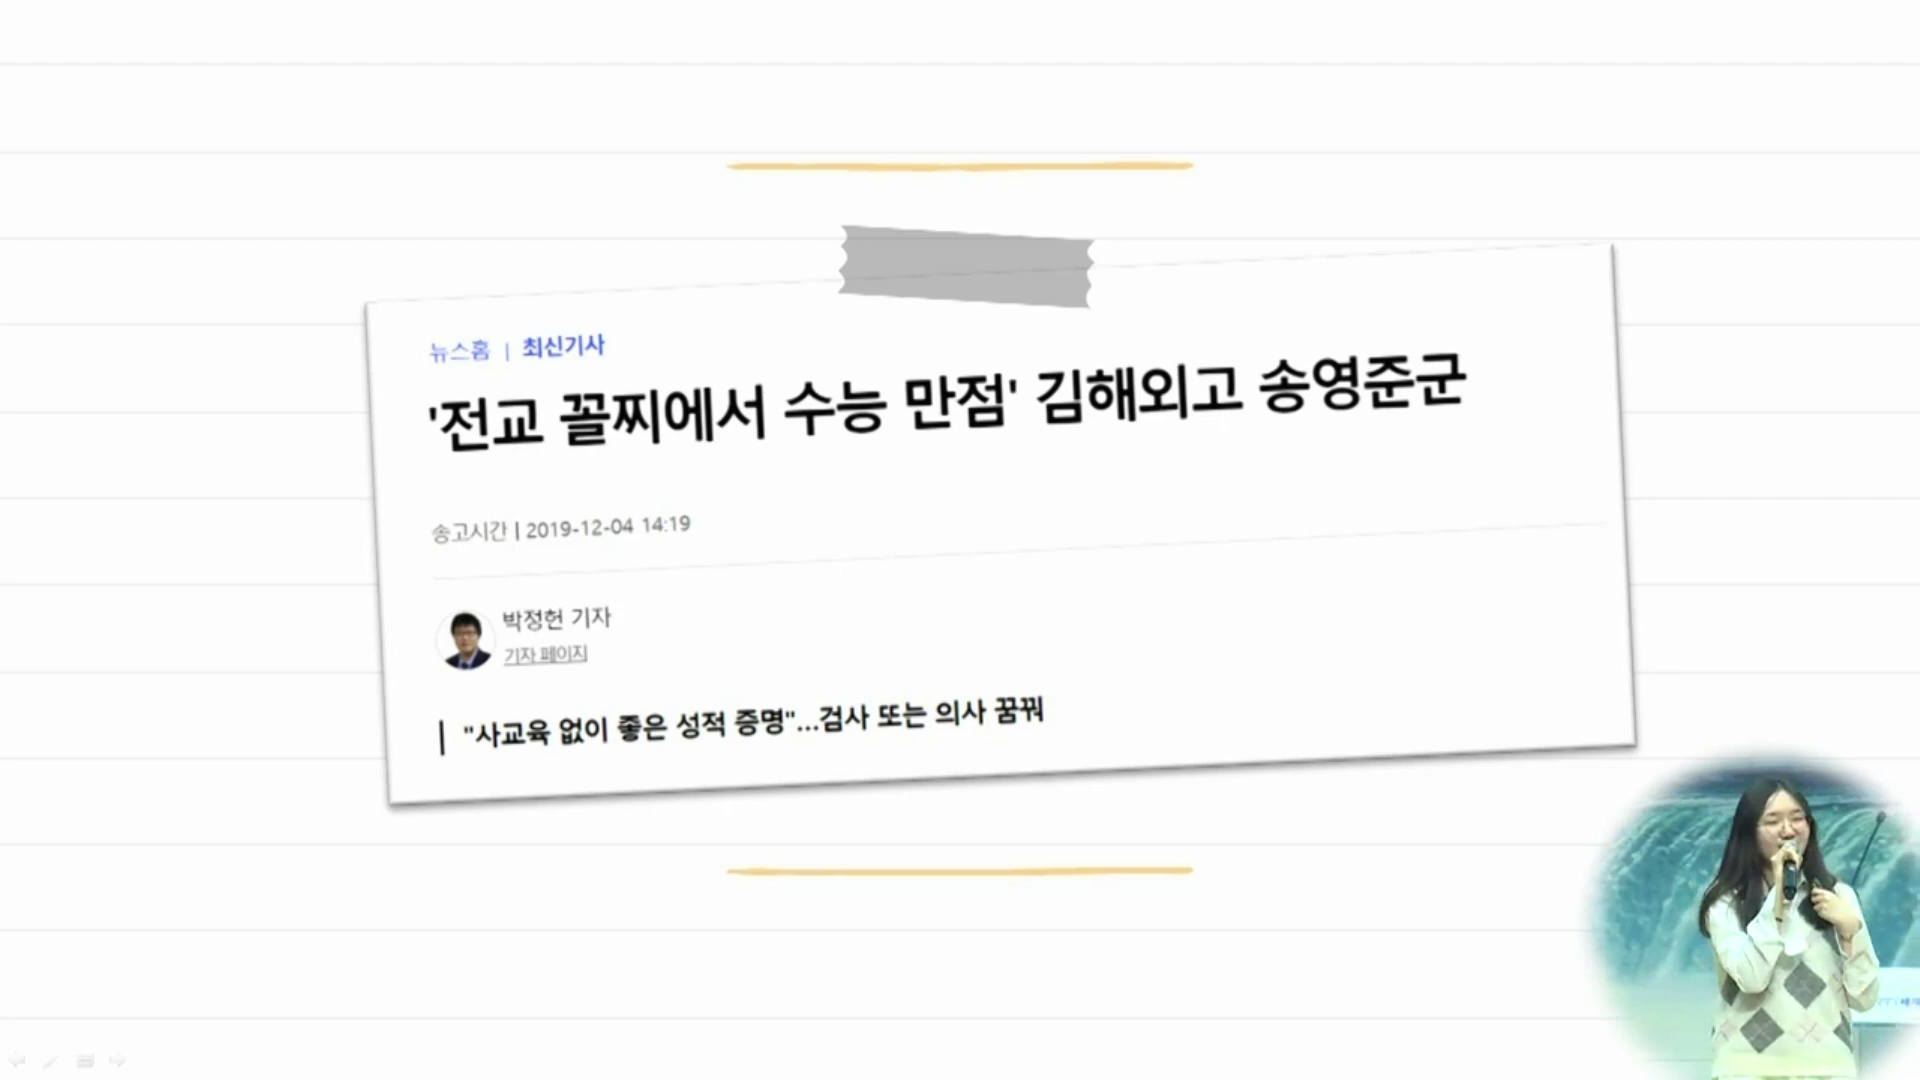 뉴스홈 | 최신기사
'전교 꼴찌에서 수능 만점' 김해외고 송영준군
송고시간 | 2019-12-04 14:19
박정헌 기자
기자 페이지
"사교육 없이 좋은 성적 증명"...검사 또는 의사 꿈꿔